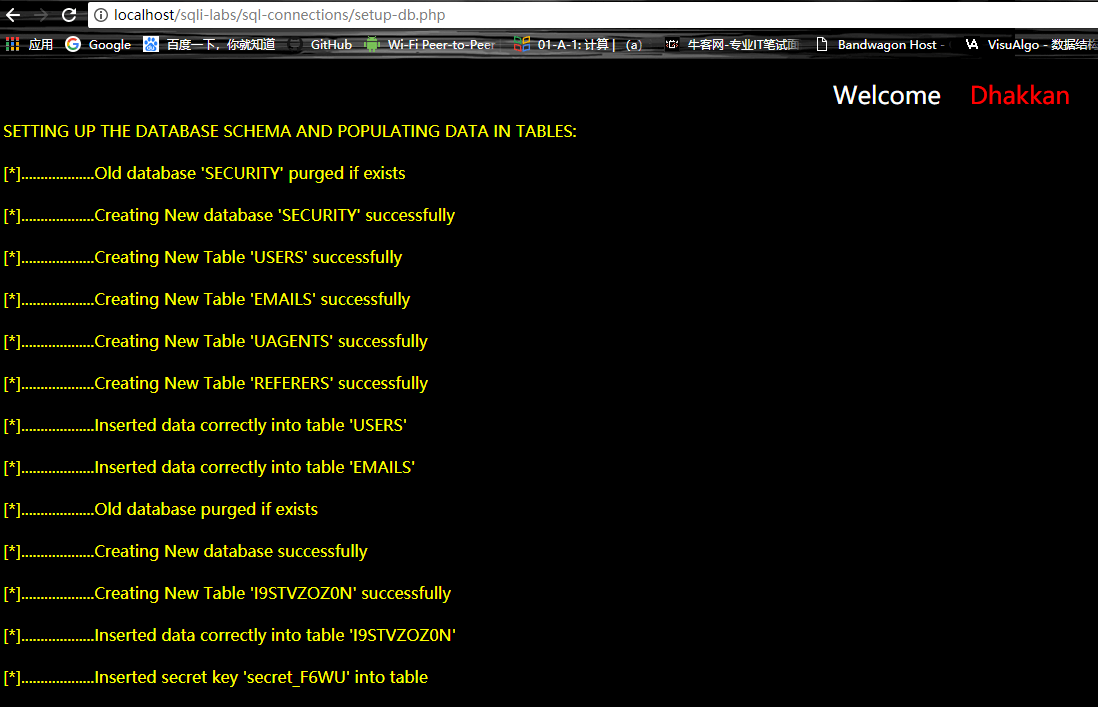 localhost/sqli-labs/sql-connections/setup-db.php
应用 Google 百度一下，你就知道 GitHub Wi-Fi Peer-to-Peer 01-A-1: 计算 | (a) 牛客网-专业IT笔试面 Bandwagon Host - VisuAlgo - 数据结构
Welcome Dhakkan
SETTING UP THE DATABASE SCHEMA AND POPULATING DATA IN TABLES:
[*]...................Old database 'SECURITY' purged if exists
[*]...................Creating New database 'SECURITY' successfully
[*]...................Creating New Table 'USERS' successfully
[*]...................Creating New Table 'EMAILS' successfully
[*]...................Creating New Table 'UAGENTS' successfully
[*]...................Creating New Table 'REFERERS' successfully
[*]...................Inserted data correctly into table 'USERS'
[*]...................Inserted data correctly into table 'EMAILS'
[*]...................Old database purged if exists
[*]...................Creating New database successfully
[*]...................Creating New Table 'I9STVZOZ0N' successfully
[*]...................Inserted data correctly into table 'I9STVZOZ0N'
[*]...................Inserted secret key 'secret_F6WU' into table